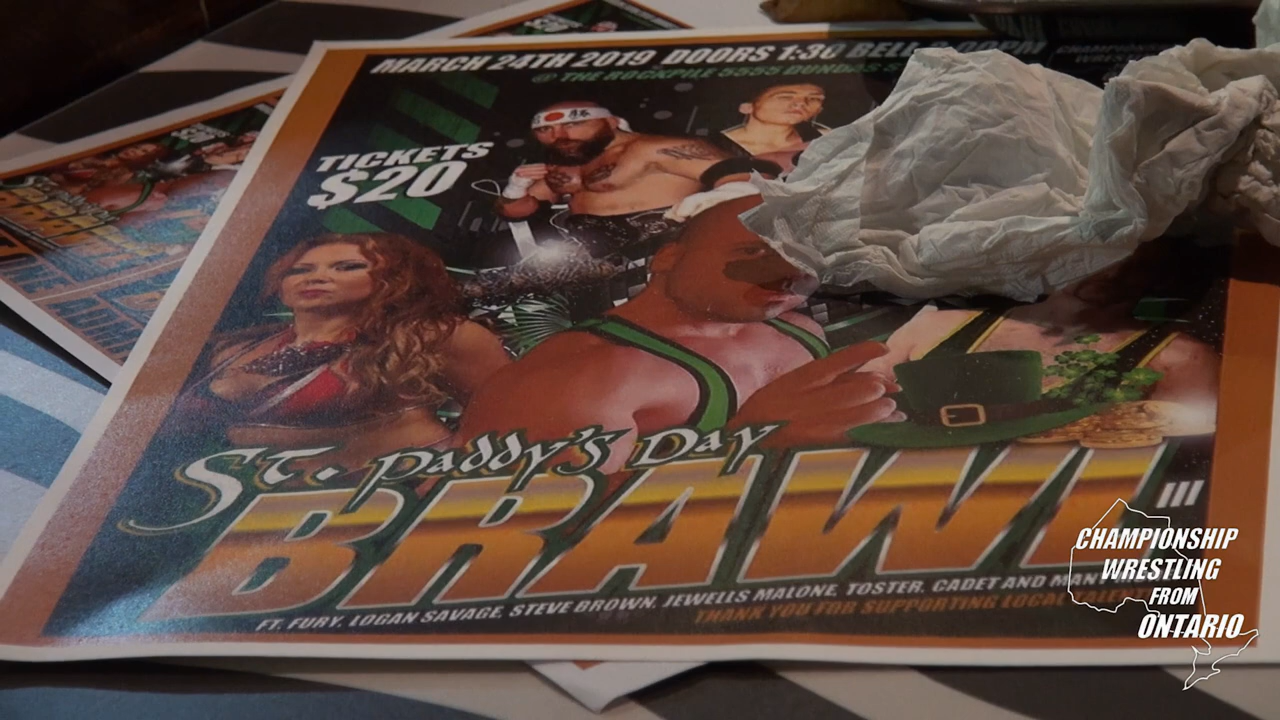 MARCH 24TH 2019 DOORS 1:30 BELL
@ THE ROCKPILE 5555 DUNDAS
TICKETS
$20
St. Paddy's Day
BRAWL
III
FT. FURY, LOGAN SAVAGE, STEVE BROWN, JEWELLS MALONE, TOSTER, CADET AND MANY
THANK YOU FOR SUPPORTING LOCAL TALENT
CHAMPIONSHIP
WRESTLING
FROM
ONTARIO